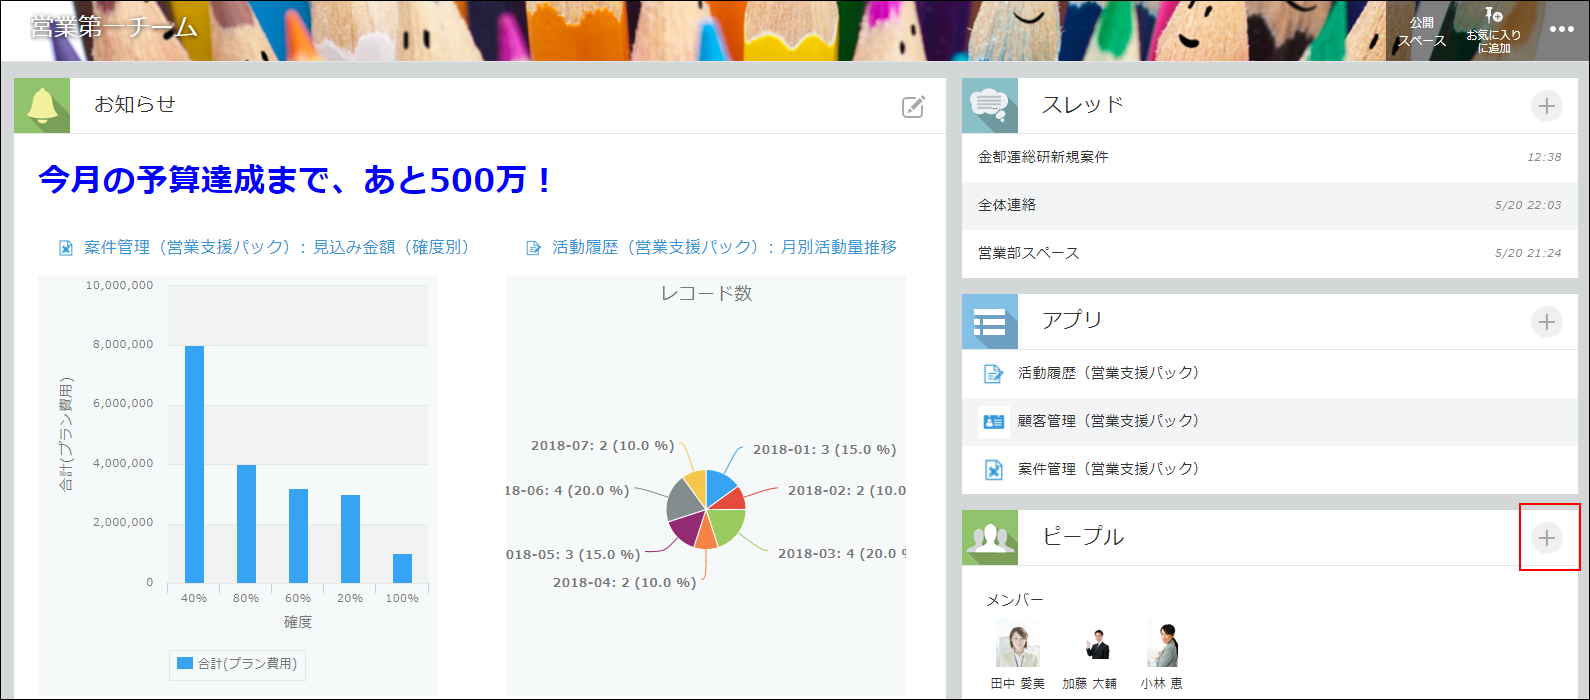 営業第一チーム
公開
スペース
お気に入り
に追加
お知らせ
今月の予算達成まで、あと500万！
案件管理（営業支援パック）: 見込み金額（確度別）
10,000,000
8,000,000
6,000,000
4,000,000
2,000,000
0
合計(プラン費用)
40% 80% 60% 20% 100%
確度
合計(プラン費用)
活動履歴（営業支援パック）: 月別活動量推移
レコード数
2018-07: 2 (10.0 %)
2018-01: 3 (15.0 %)
18-06: 4 (20.0 %)
2018-02: 2 (10.0
018-05: 3 (15.0 %)
2018-03: 4 (20.0 %
2018-04: 2 (10.0 %)
スレッド
金都運総研新規案件 12:38
全体連絡 5/20 22:03
営業部スペース 5/20 21:24
アプリ
活動履歴（営業支援パック）
顧客管理（営業支援パック）
案件管理（営業支援パック）
ピープル
メンバー
田中 愛美 加藤 大輔 小林 恵